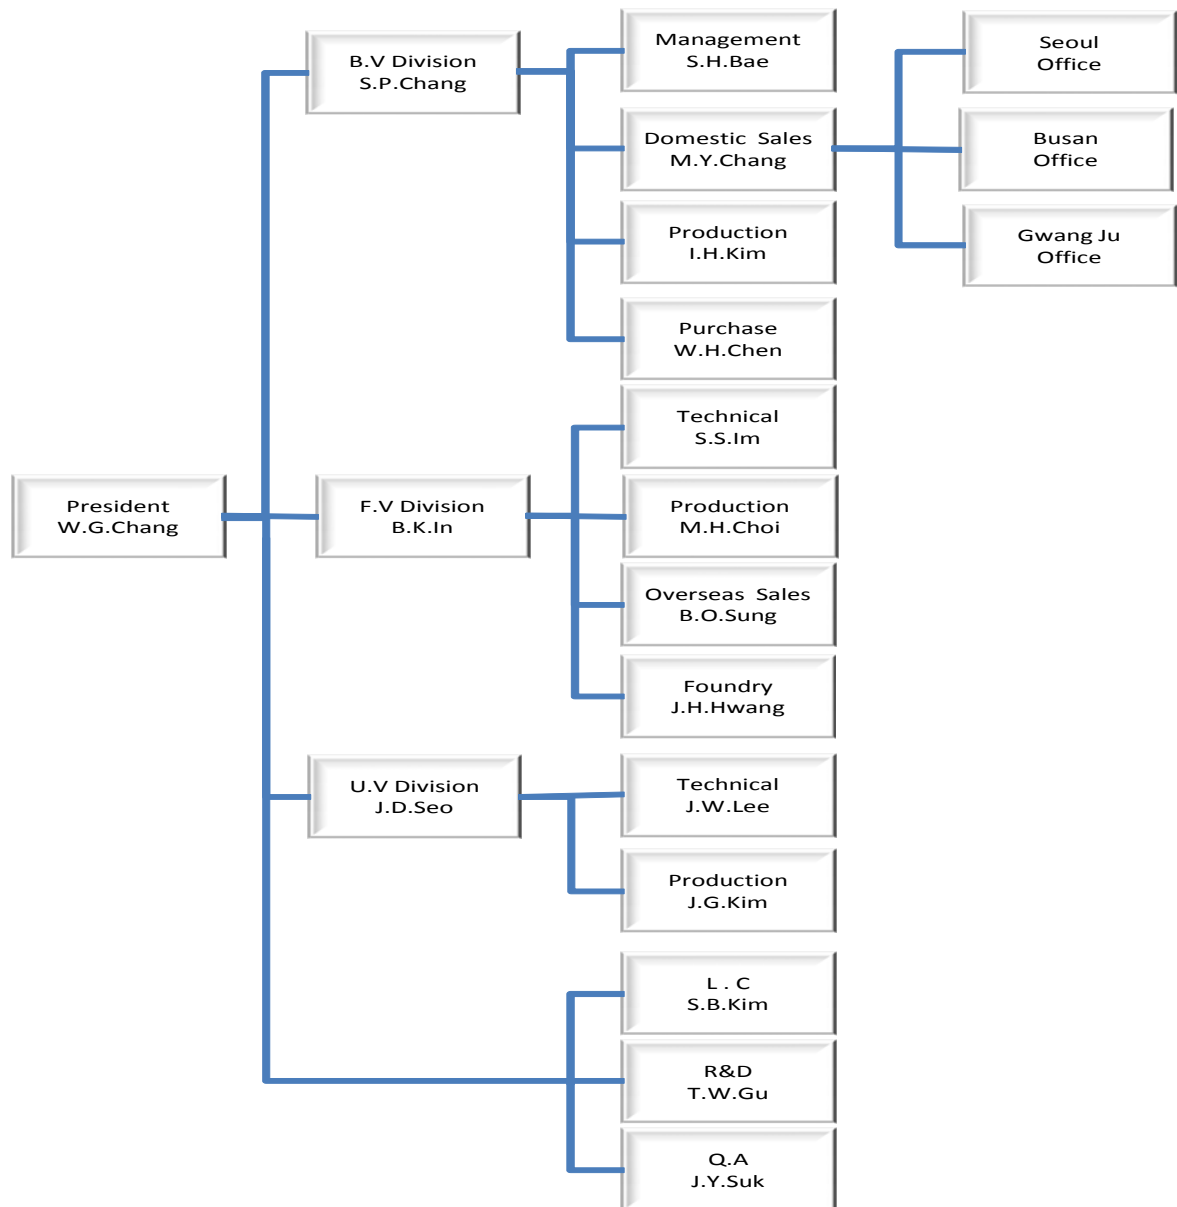 President
W.G.Chang
B.V Division
S.P.Chang
Management
S.H.Bae
Domestic Sales
M.Y.Chang
Seoul
Office
Busan
Office
Gwang Ju
Office
Production
I.H.Kim
Purchase
W.H.Chen
F.V Division
B.K.In
Technical
S.S.Im
Production
M.H.Choi
Overseas Sales
B.O.Sung
Foundry
J.H.Hwang
U.V Division
J.D.Seo
Technical
J.W.Lee
Production
J.G.Kim
L . C
S.B.Kim
R&D
T.W.Gu
Q.A
J.Y.Suk